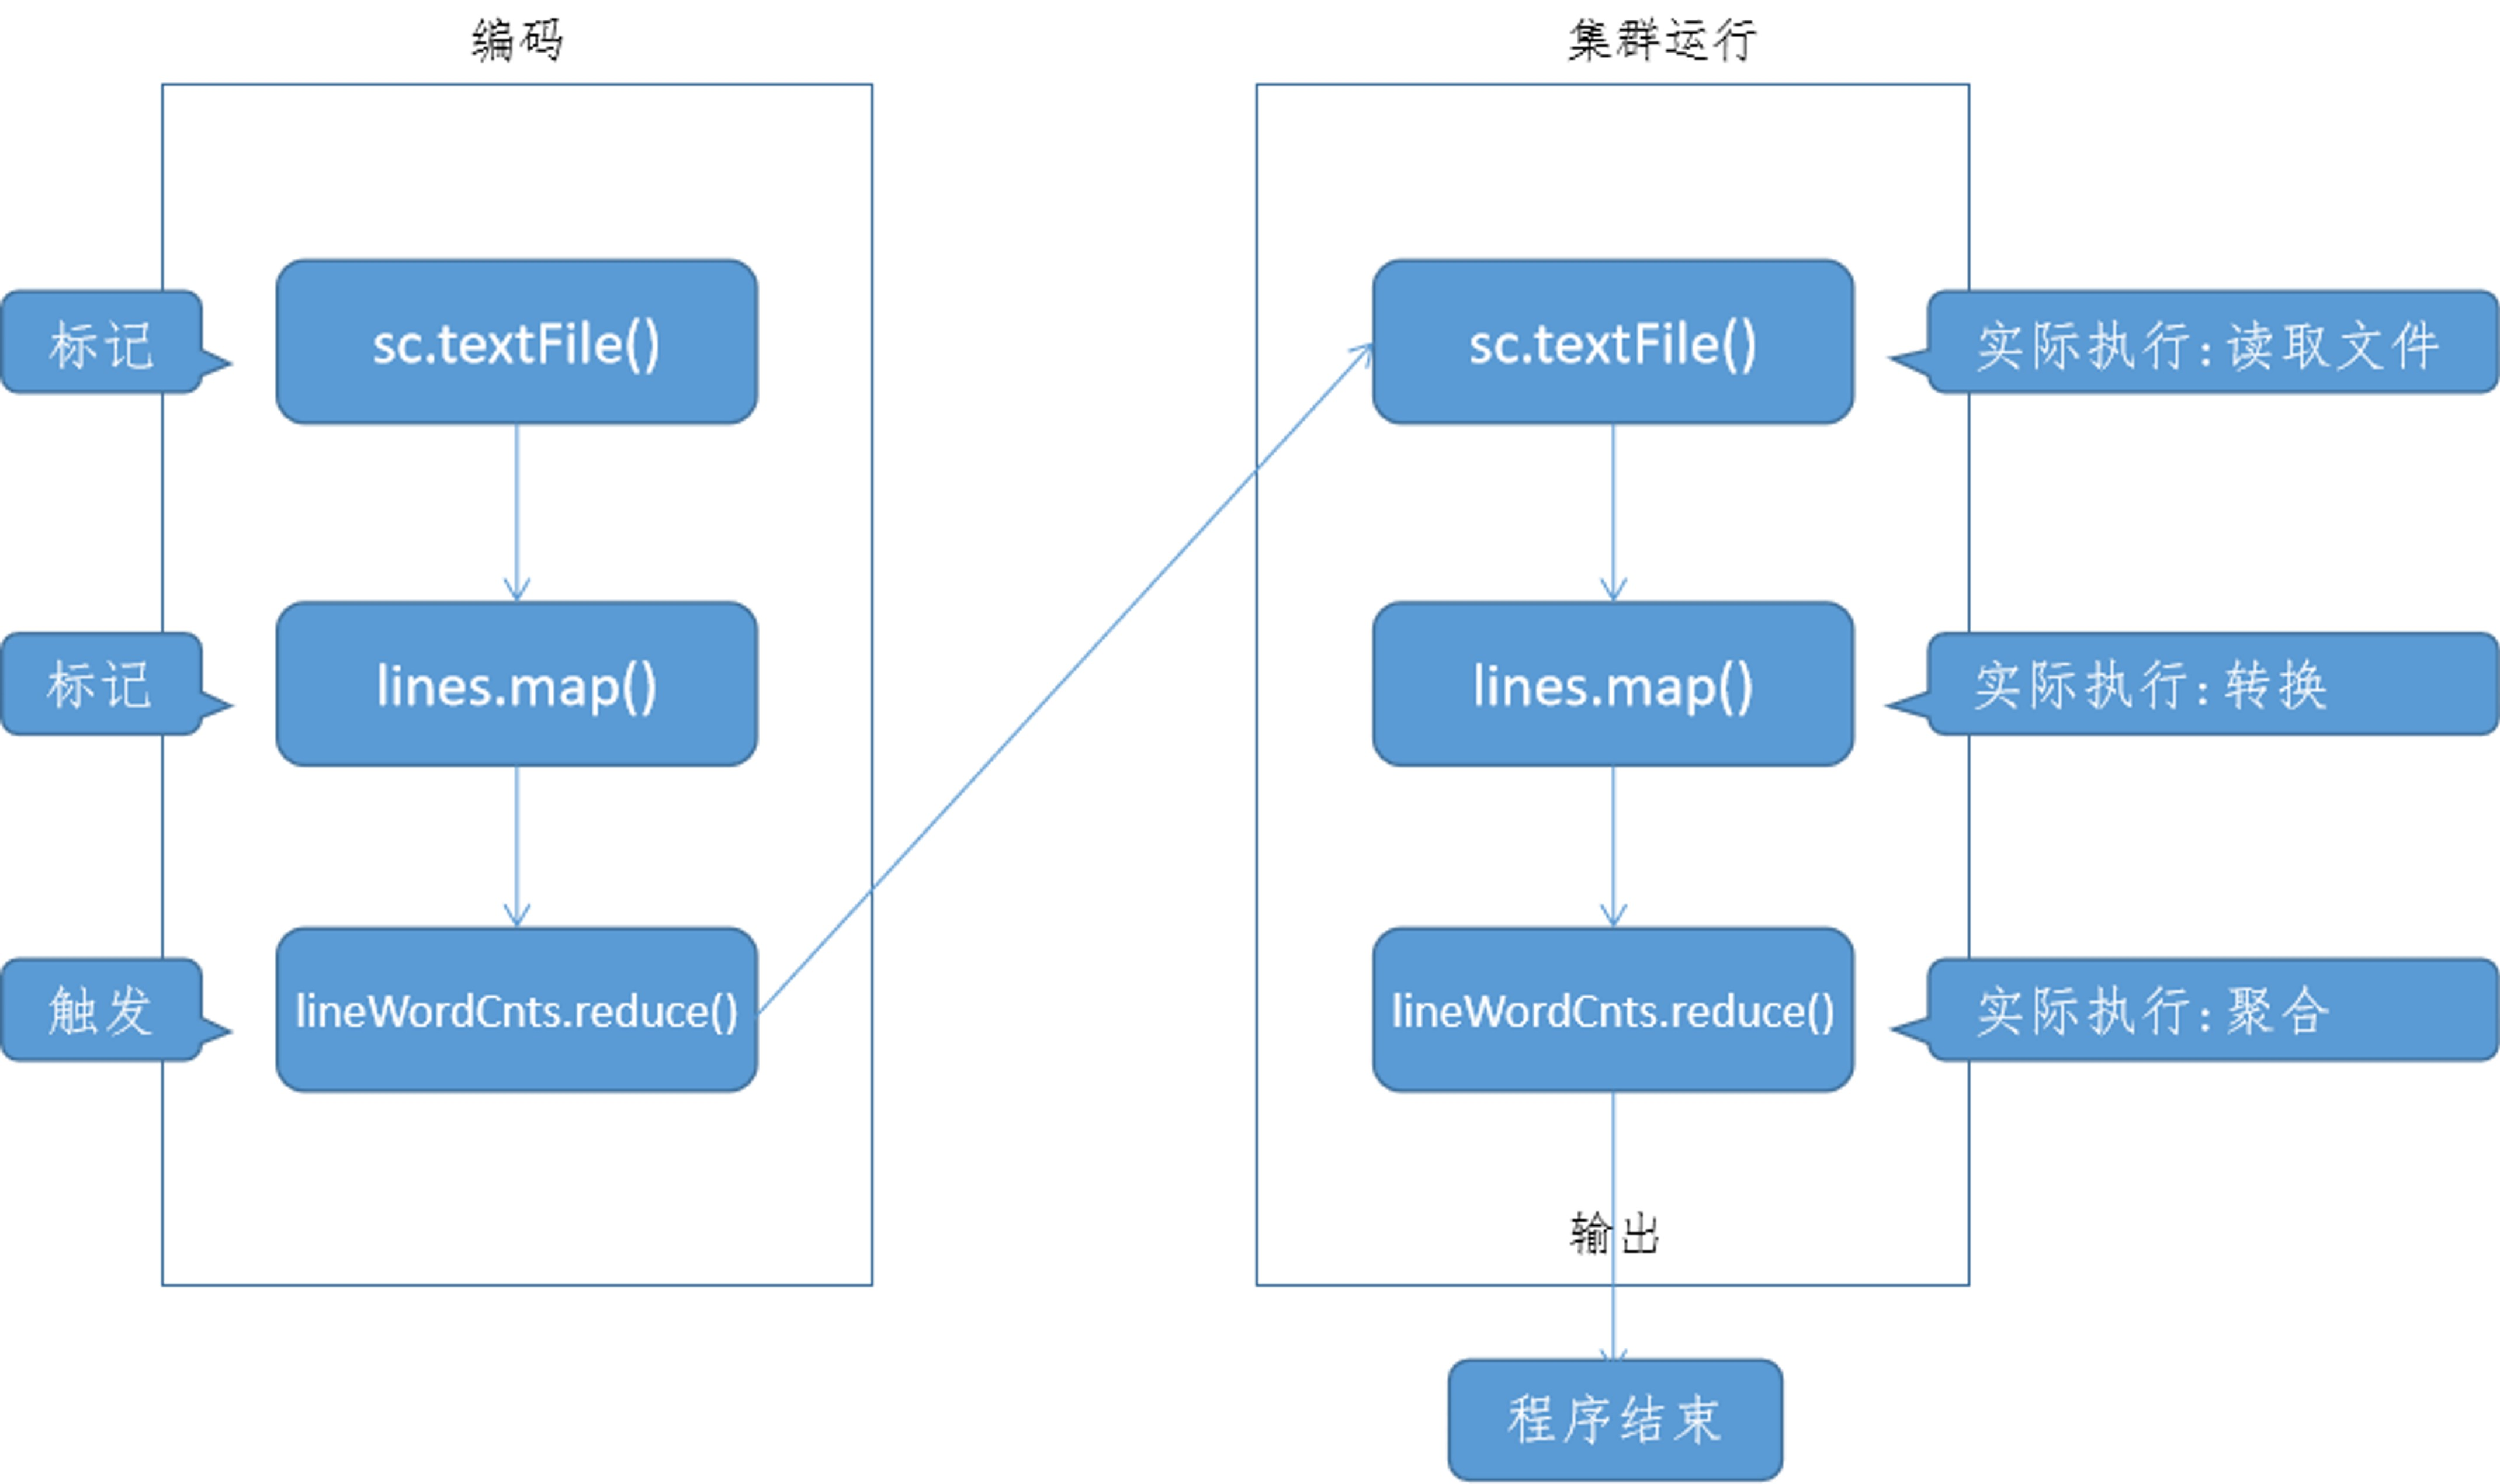 编码
标记
sc.textFile()
标记
lines.map()
触发
lineWordCnts.reduce()
集群运行
sc.textFile()
实际执行:读取文件
lines.map()
实际执行:转换
lineWordCnts.reduce()
实际执行:聚合
输出
程序结束